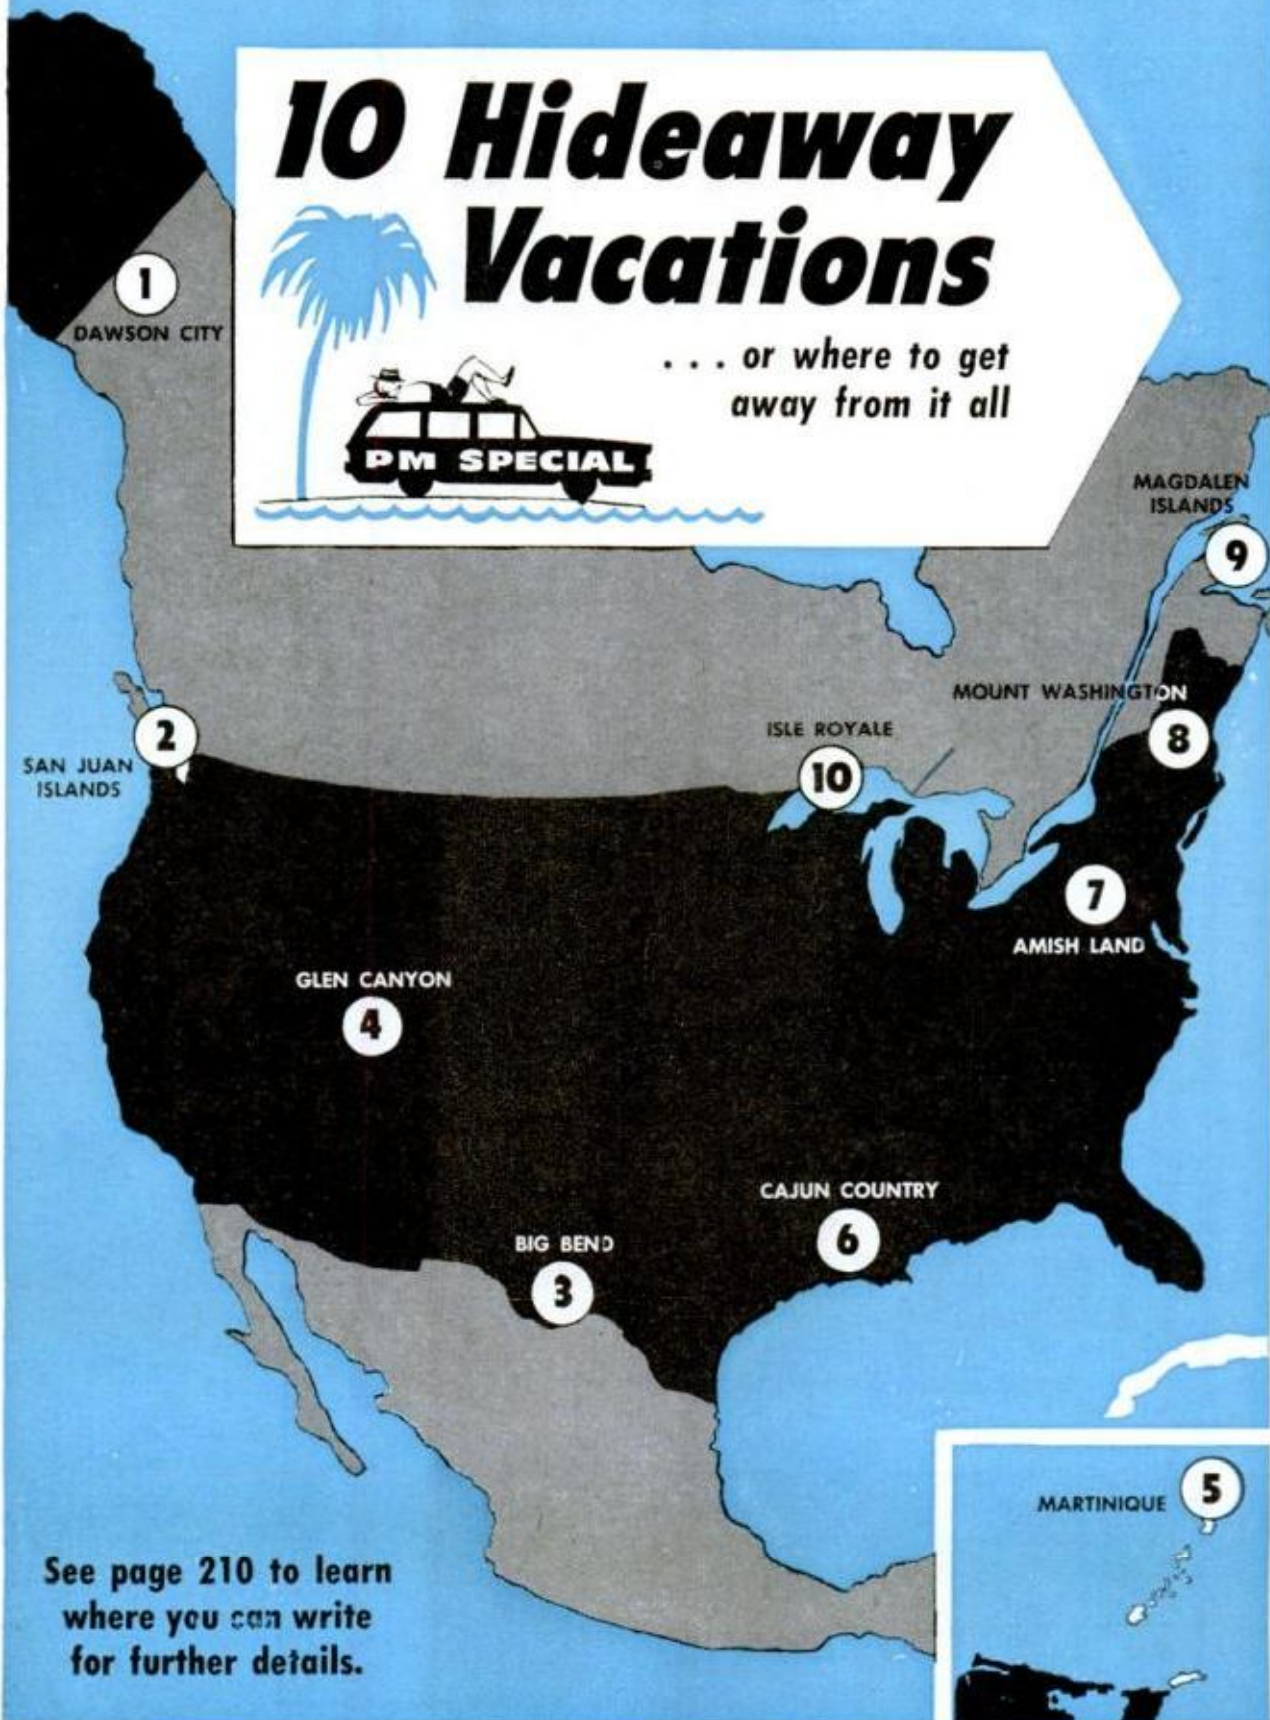 10 Hideaway
Vacations
. . . or where to get
away from it all
PM SPECIAL
1
DAWSON CITY
MAGDALEN
ISLANDS
9
MOUNT WASHINGTON
8
ISLE ROYALE
10
2
SAN JUAN
ISLANDS
7
AMISH LAND
GLEN CANYON
4
CAJUN COUNTRY
6
BIG BEND
3
MARTINIQUE
5
See page 210 to learn
where you can write
for further details.